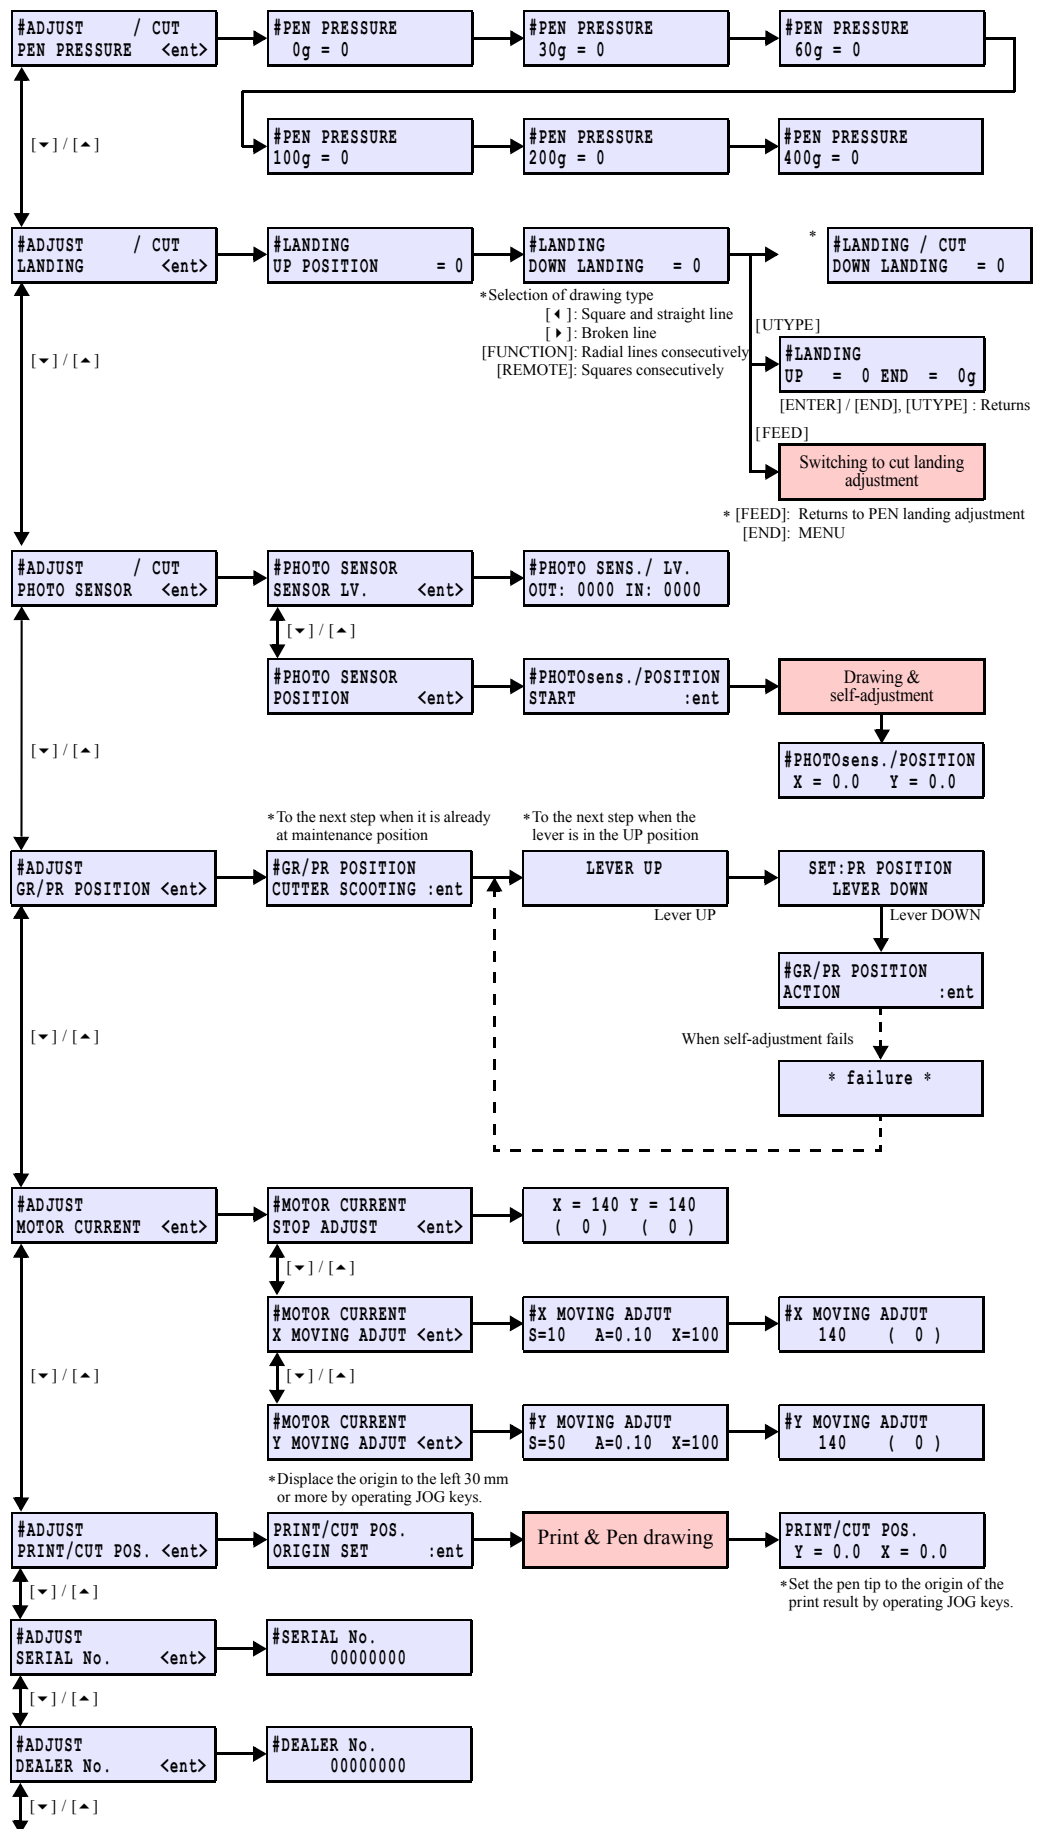 #ADJUST / CUT
PEN PRESSURE <ent>
#PEN PRESSURE
0g = 0
#PEN PRESSURE
30g = 0
#PEN PRESSURE
60g = 0
[▼] / [▲]
#PEN PRESSURE
100g = 0
#PEN PRESSURE
200g = 0
#PEN PRESSURE
400g = 0
#ADJUST / CUT
LANDING <ent>
#LANDING
UP POSITION = 0
#LANDING
DOWN LANDING = 0
*
#LANDING / CUT
DOWN LANDING = 0
*Selection of drawing type
[◀]: Square and straight line
[▶]: Broken line
[FUNCTION]: Radial lines consecutively
[REMOTE]: Squares consecutively
[UTYPE]
#LANDING
UP = 0 END = 0g
[ENTER] / [END], [UTYPE] : Returns
[▼] / [▲]
[FEED]
Switching to cut landing
adjustment
* [FEED]: Returns to PEN landing adjustment
[END]: MENU
#ADJUST / CUT
PHOTO SENSOR <ent>
#PHOTO SENSOR
SENSOR LV. <ent>
#PHOTO SENS./ LV.
OUT: 0000 IN: 0000
[▼] / [▲]
#PHOTO SENSOR
POSITION <ent>
#PHOTOsens./POSITION
START :ent
Drawing &
self-adjustment
[▼] / [▲]
#PHOTOsens./POSITION
X = 0.0 Y = 0.0
*To the next step when it is already
at maintenance position
*To the next step when the
lever is in the UP position
#ADJUST
GR/PR POSITION <ent>
#GR/PR POSITION
CUTTER SCOOTING :ent
LEVER UP
SET:PR POSITION
LEVER DOWN
Lever UP
Lever DOWN
#GR/PR POSITION
ACTION :ent
[▼] / [▲]
When self-adjustment fails
* failure *
#ADJUST
MOTOR CURRENT <ent>
#MOTOR CURRENT
STOP ADJUST <ent>
X = 140 Y = 140
( 0 ) ( 0 )
[▼] / [▲]
#MOTOR CURRENT
X MOVING ADJUT <ent>
#X MOVING ADJUT
S=10 A=0.10 X=100
#X MOVING ADJUT
140 ( 0 )
[▼] / [▲]
[▼] / [▲]
#MOTOR CURRENT
Y MOVING ADJUT <ent>
#Y MOVING ADJUT
S=50 A=0.10 X=100
#Y MOVING ADJUT
140 ( 0 )
*Displace the origin to the left 30 mm
or more by operating JOG keys.
#ADJUST
PRINT/CUT POS. <ent>
PRINT/CUT POS.
ORIGIN SET :ent
Print & Pen drawing
PRINT/CUT POS.
Y = 0.0 X = 0.0
*Set the pen tip to the origin of the
print result by operating JOG keys.
[▼] / [▲]
#ADJUST
SERIAL No. <ent>
#SERIAL No.
00000000
[▼] / [▲]
#ADJUST
DEALER No. <ent>
#DEALER No.
00000000
[▼] / [▲]